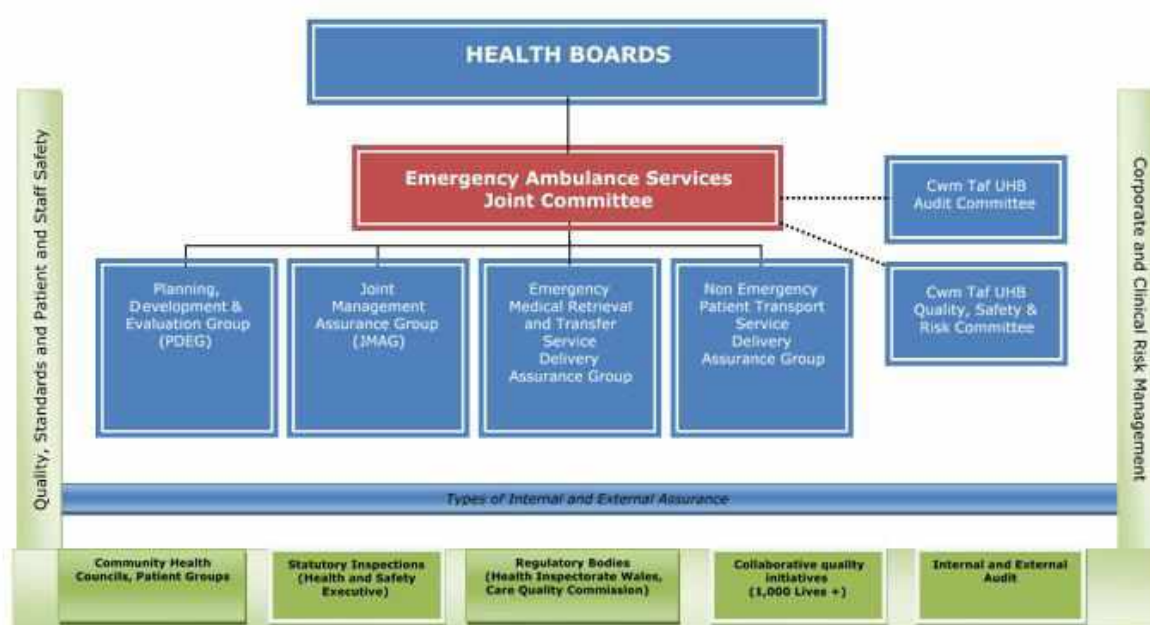 HEALTH BOARDS
Emergency Ambulance Services
Joint Committee
Cwm Taf UHB
Audit Committee
Planning,
Development &
Evaluation Group
(PDEG)
Joint
Management
Assurance Group
(JMAG)
Emergency
Medical Retrieval
and Transfer
Service
Delivery
Assurance Group
Non Emergency
Patient Transport
Service
Delivery
Assurance Group
Cwm Taf UHB
Quality, Safety &
Risk Committee
Quality, Standards and Patient and Staff Safety
Corporate and Clinical Risk Management
Types of Internal and External Assurance
Community Health
Councils, Patient Groups
Statutory Inspections
(Health and Safety
Executive)
Regulatory Bodies
(Health Inspectorate Wales,
Care Quality Commission)
Collaborative quality
initiatives
(1,000 Lives +)
Internal and External
Audit